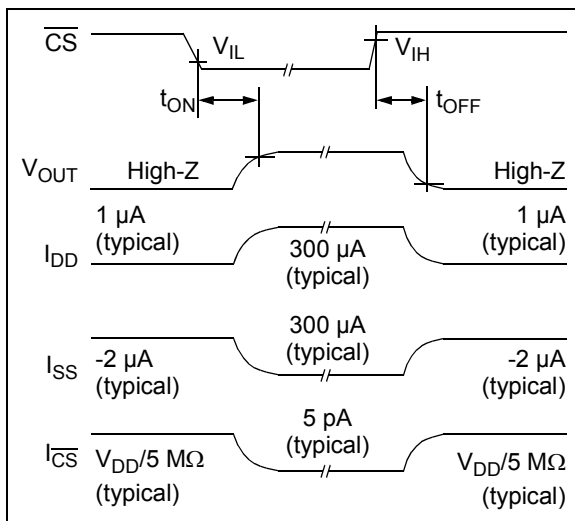 CS
V_IL
V_IH
t_ON
t_OFF
V_OUT
High-Z
High-Z
1 µA
(typical)
1 µA
(typical)
I_DD
300 µA
(typical)
300 µA
(typical)
I_SS
-2 µA
(typical)
-2 µA
(typical)
5 pA
(typical)
I_CS
V_DD/5 MΩ
(typical)
V_DD/5 MΩ
(typical)